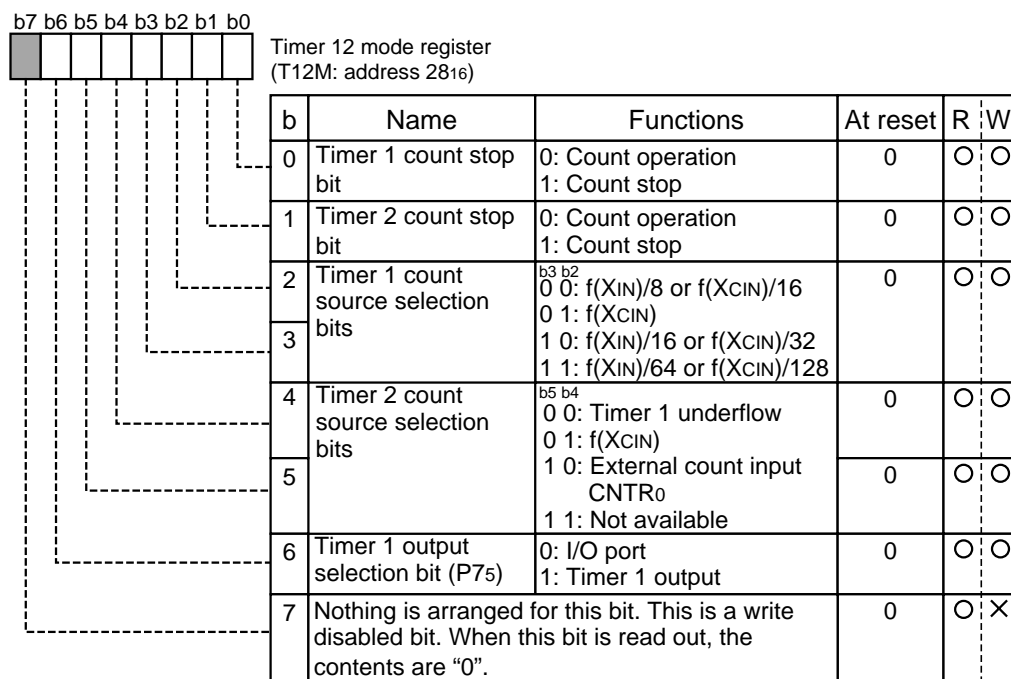 b7 b6 b5 b4 b3 b2 b1 b0
Timer 12 mode register
(T12M: address 2816)
b Name Functions At reset R W
0 Timer 1 count stop bit 0: Count operation 0 O O
1: Count stop
1 Timer 2 count stop bit 0: Count operation 0 O O
1: Count stop
2 Timer 1 count source selection bits b3 b2 0 O O
0 0: f(XIN)/8 or f(XCIN)/16
0 1: f(XCIN)
3
1 0: f(XIN)/16 or f(XCIN)/32
1 1: f(XIN)/64 or f(XCIN)/128
4 Timer 2 count source selection bits b5 b4 0 O O
0 0: Timer 1 underflow
0 1: f(XCIN)
5 1 0: External count input 0 O O
CNTR0
1 1: Not available
6 Timer 1 output selection bit (P75) 0: I/O port 0 O O
1: Timer 1 output
7 Nothing is arranged for this bit. This is a write 0 O ×
disabled bit. When this bit is read out, the
contents are “0”.